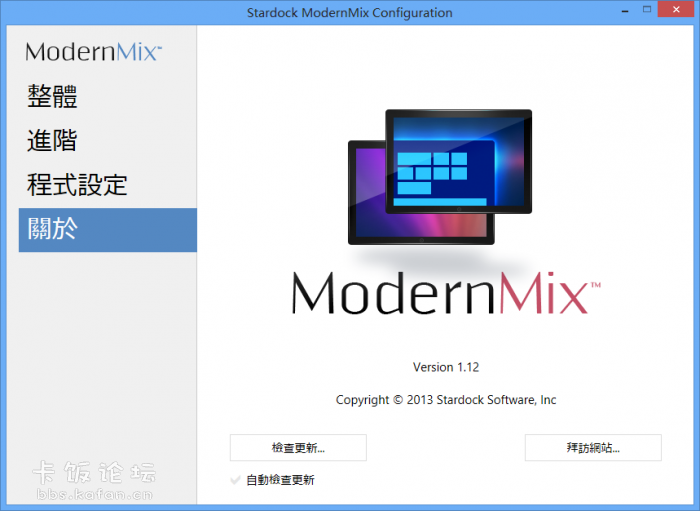 Stardock ModernMix Configuration
ModernMix™
整體
進階
程式設定
關於
ModernMix™
Version 1.12
Copyright © 2013 Stardock Software, Inc
檢查更新...
拜訪網站...
自動檢查更新
卡饭论坛
bbs.kafan.cn